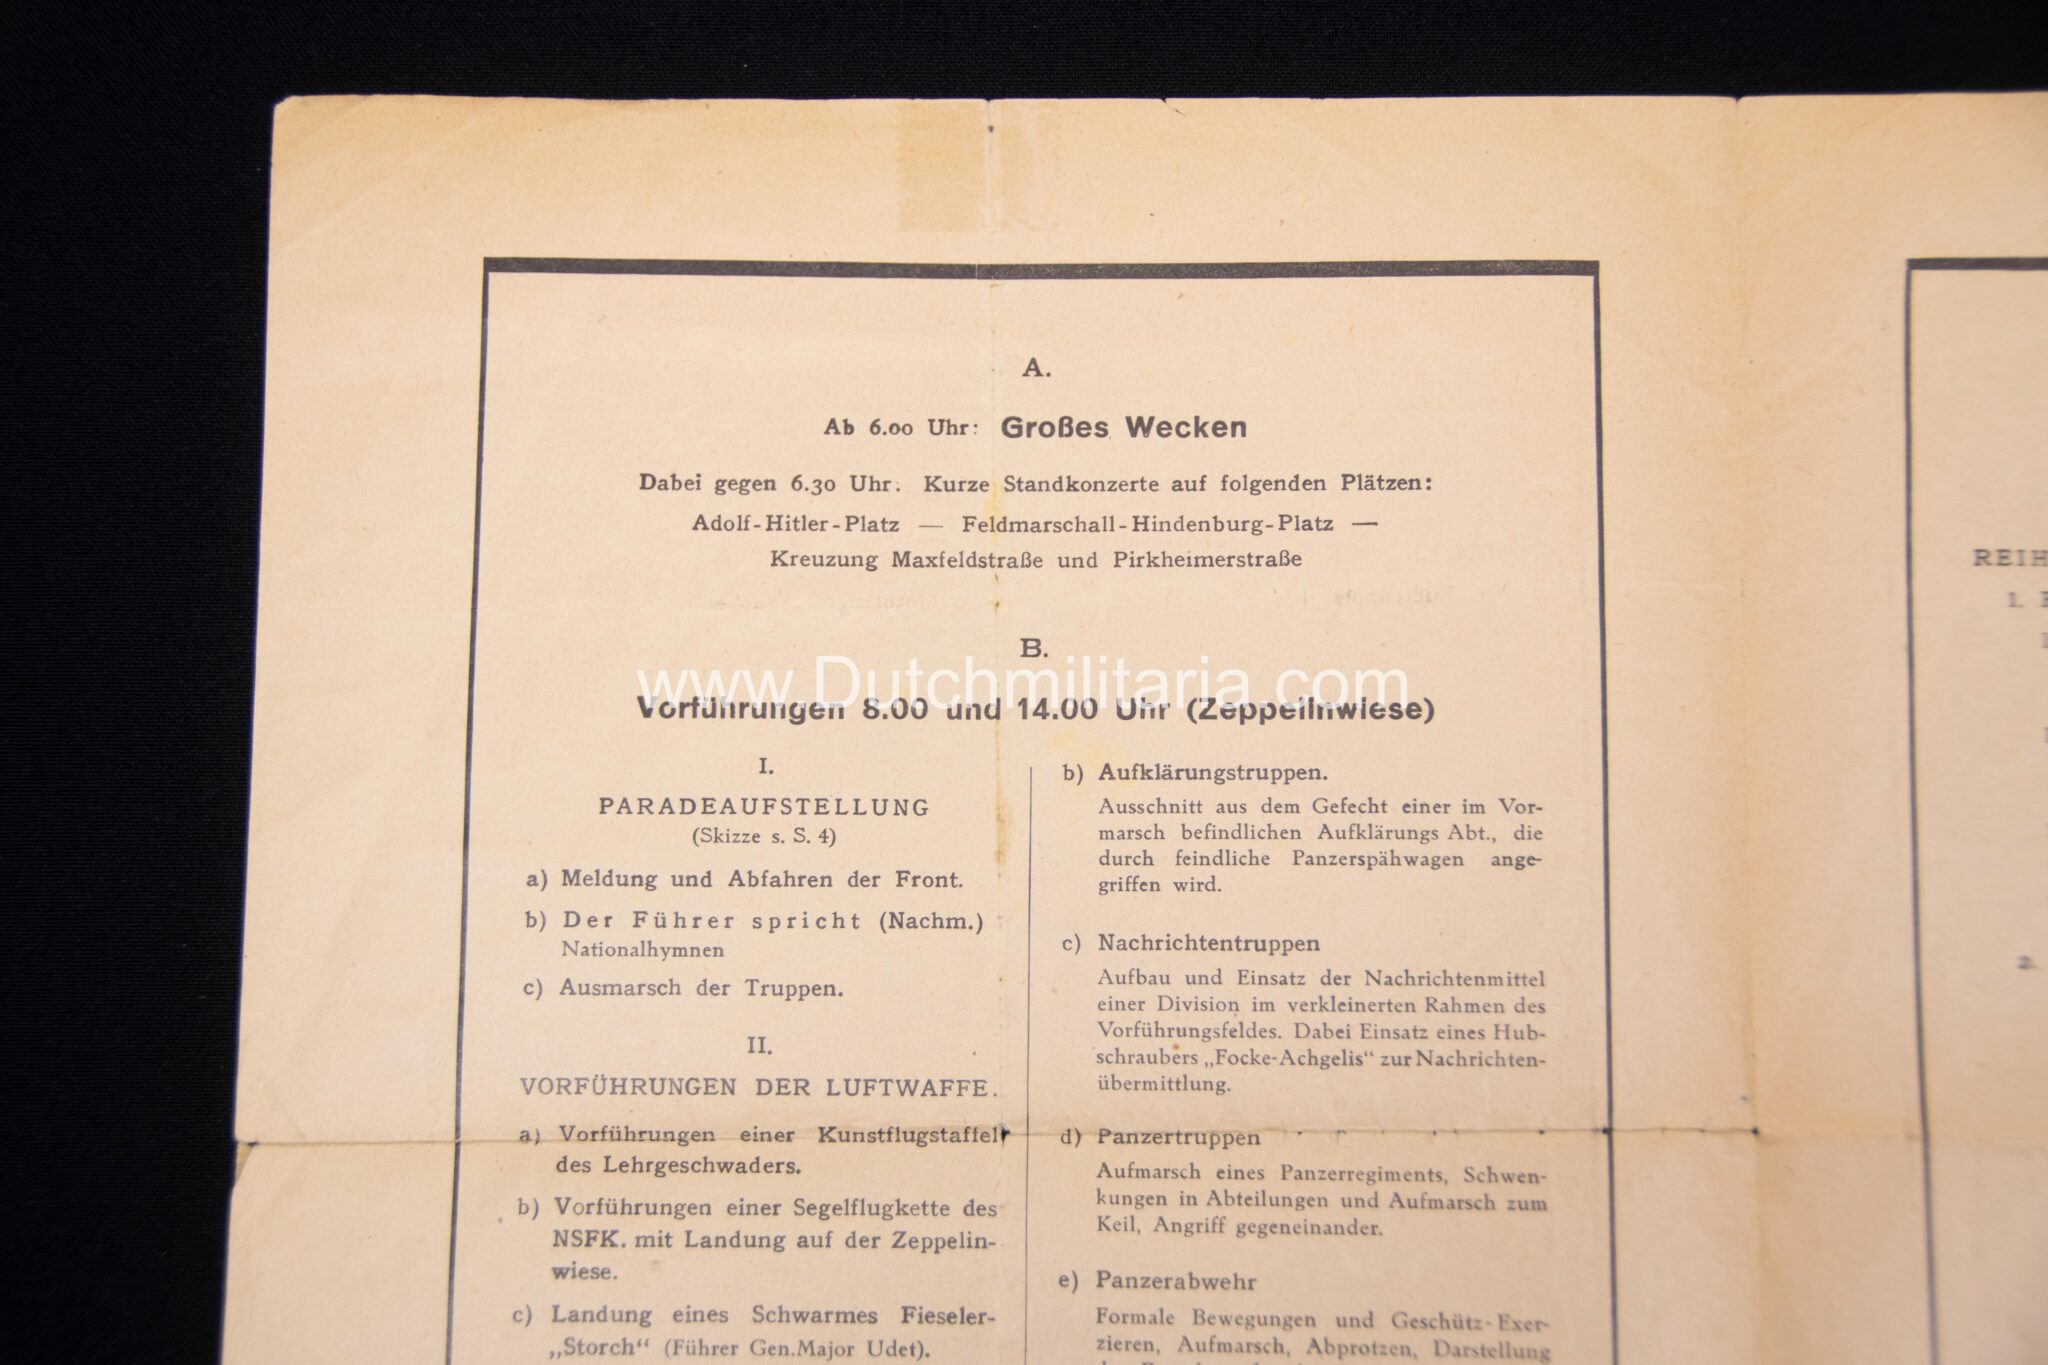 A.
Ab 6.00 Uhr: Großes Wecken
Dabei gegen 6.30 Uhr. Kurze Standkonzerte auf folgenden Plätzen:
Adolf-Hitler-Platz — Feldmarschall-Hindenburg-Platz —
Kreuzung Maxfeldstraße und Pirkheimerstraße
B.
www.Dutchmilitaria.com
Vorführungen 8.00 und 14.00 Uhr (Zeppelinwiese)
I.
PARADEAUFSTELLUNG
(Skizze s. S. 4)
a) Meldung und Abfahren der Front.
b) Der Führer spricht (Nachm.)
Nationalhymnen
c) Ausmarsch der Truppen.
II.
VORFÜHRUNGEN DER LUFTWAFFE.
a) Vorführungen einer Kunstflugstaffel
des Lehrgeschwaders.
b) Vorführungen einer Segelflugkette des
NSFK. mit Landung auf der Zeppelin-
wiese.
c) Landung eines Schwarmes Fieseler-
„Storch“ (Führer Gen.Major Udet).
b) Aufklärungstruppen.
Ausschnitt aus dem Gefecht einer im Vor-
marsch befindlichen Aufklärungs Abt., die
durch feindliche Panzerspähwagen ange-
griffen wird.
c) Nachrichtentruppen
Aufbau und Einsatz der Nachrichtenmittel
einer Division im verkleinerten Rahmen des
Vorführungsfeldes. Dabei Einsatz eines Hub-
schraubers „Focke-Achgelis“ zur Nachrichten-
übermittlung.
d) Panzertruppen
Aufmarsch eines Panzerregiments, Schwen-
kungen in Abteilungen und Aufmarsch zum
Keil, Angriff gegeneinander.
e) Panzerabwehr
Formale Bewegungen und Geschütz-Exer-
zieren, Aufmarsch, Abprotzen, Darstellung
REIH
1.
2.